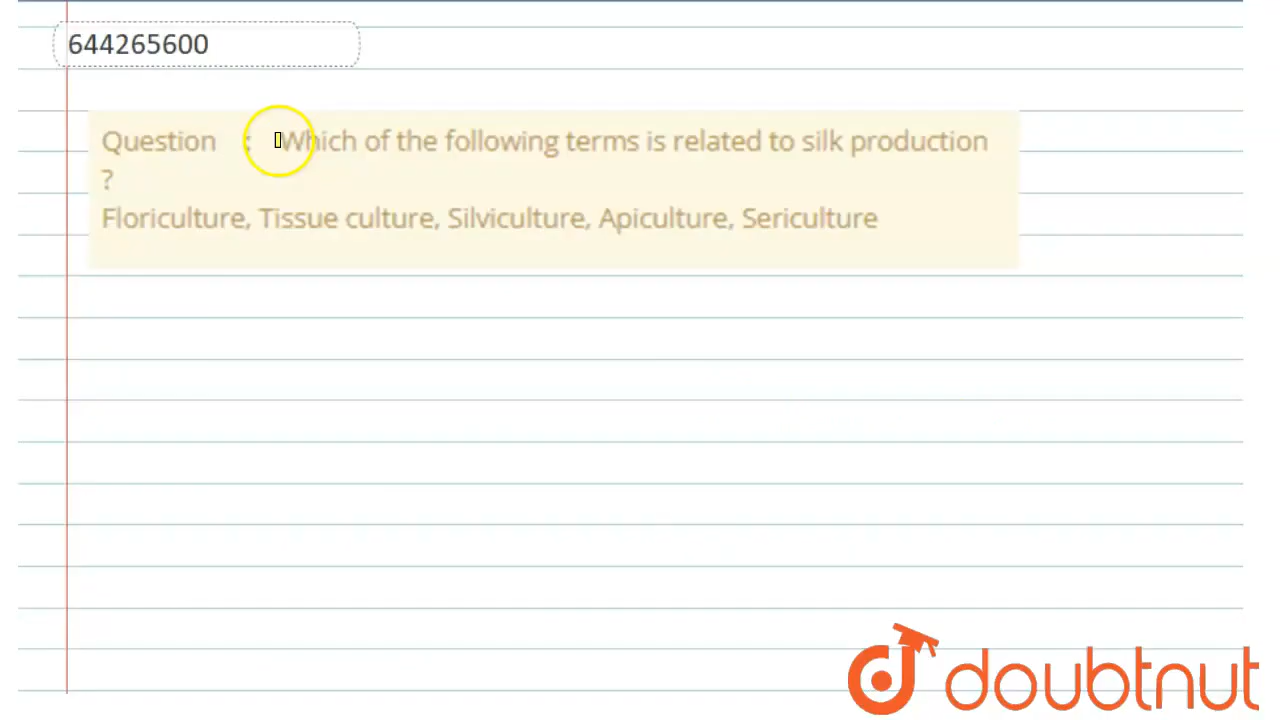 644265600
Question : Which of the following terms is related to silk production
?
Floriculture, Tissue culture, Silviculture, Apiculture, Sericulture
doubtnut